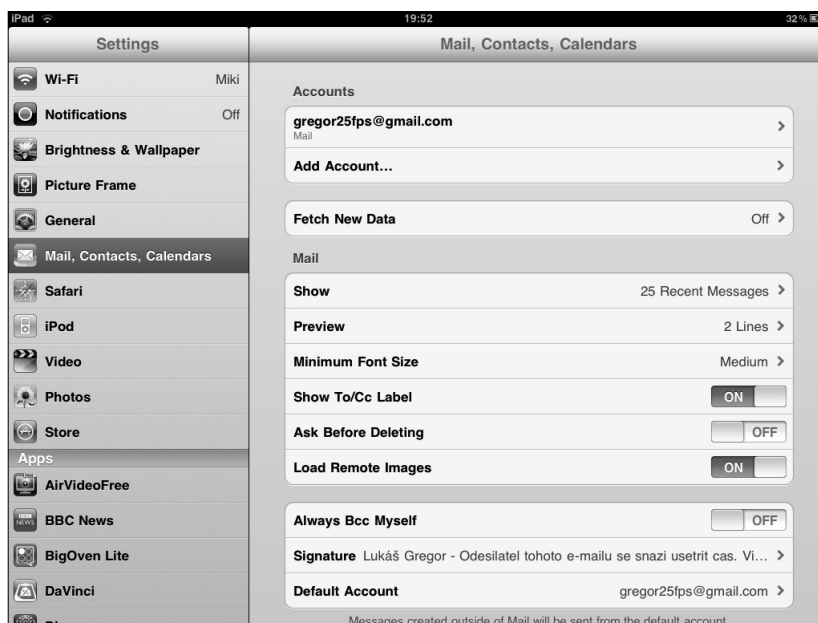 iPad 19:52 32%
Settings
Mail, Contacts, Calendars
Wi-Fi Miki
Notifications Off
Brightness & Wallpaper
Picture Frame
General
Mail, Contacts, Calendars
Safari
iPod
Video
Photos
Store
Apps
AirVideoFree
BBC News
BigOven Lite
DaVinci
Accounts
gregor25fps@gmail.com
Mail
Add Account...
Fetch New Data Off
Mail
Show 25 Recent Messages
Preview 2 Lines
Minimum Font Size Medium
Show To/Cc Label ON
Ask Before Deleting OFF
Load Remote Images ON
Always Bcc Myself OFF
Signature Lukáš Gregor - Odesilatel tohoto e-mailu se snazi usetrit cas. Vi...
Default Account gregor25fps@gmail.com
Messages created outside of Mail will be sent from the default account